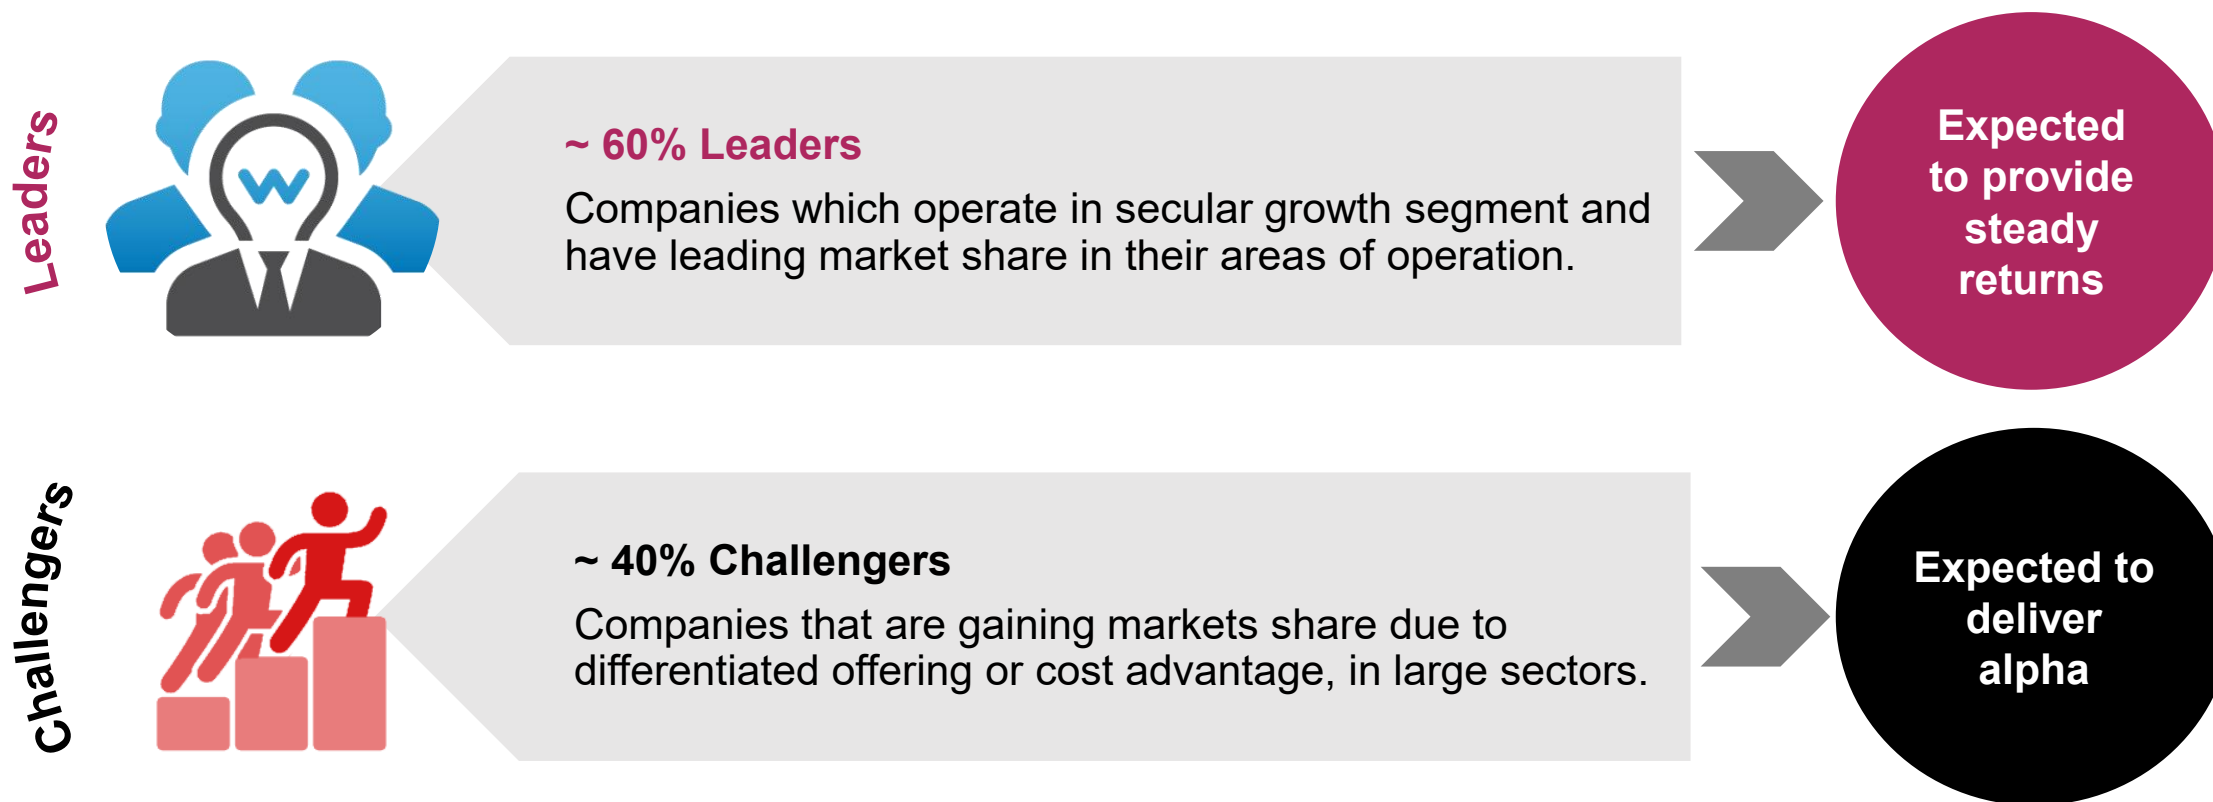 Leaders
~ 60% Leaders
Companies which operate in secular growth segment and
have leading market share in their areas of operation.
Expected
to provide
steady
returns
Challengers
~ 40% Challengers
Companies that are gaining markets share due to
differentiated offering or cost advantage, in large sectors.
Expected to
deliver
alpha